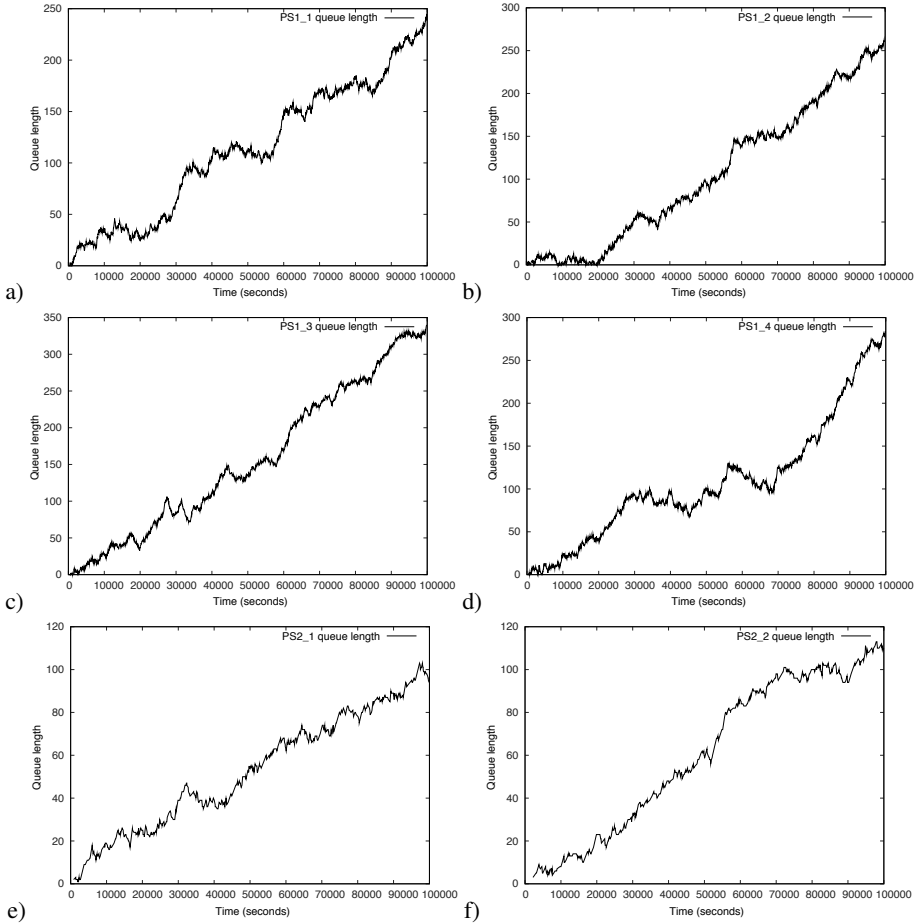 PS1_1 queue length
250
200
150
100
50
0
Queue length
0 10000 20000 30000 40000 50000 60000 70000 80000 90000 100000
Time (seconds)
a)
PS1_2 queue length
300
250
200
150
100
50
0
Queue length
0 10000 20000 30000 40000 50000 60000 70000 80000 90000 100000
Time (seconds)
b)
PS1_3 queue length
350
300
250
200
150
100
50
0
Queue length
0 10000 20000 30000 40000 50000 60000 70000 80000 90000 100000
Time (seconds)
c)
PS1_4 queue length
300
250
200
150
100
50
0
Queue length
0 10000 20000 30000 40000 50000 60000 70000 80000 90000 100000
Time (seconds)
d)
PS2_1 queue length
120
100
80
60
40
20
0
Queue length
0 10000 20000 30000 40000 50000 60000 70000 80000 90000 100000
Time (seconds)
e)
PS2_2 queue length
120
100
80
60
40
20
0
Queue length
0 10000 20000 30000 40000 50000 60000 70000 80000 90000 100000
Time (seconds)
f)